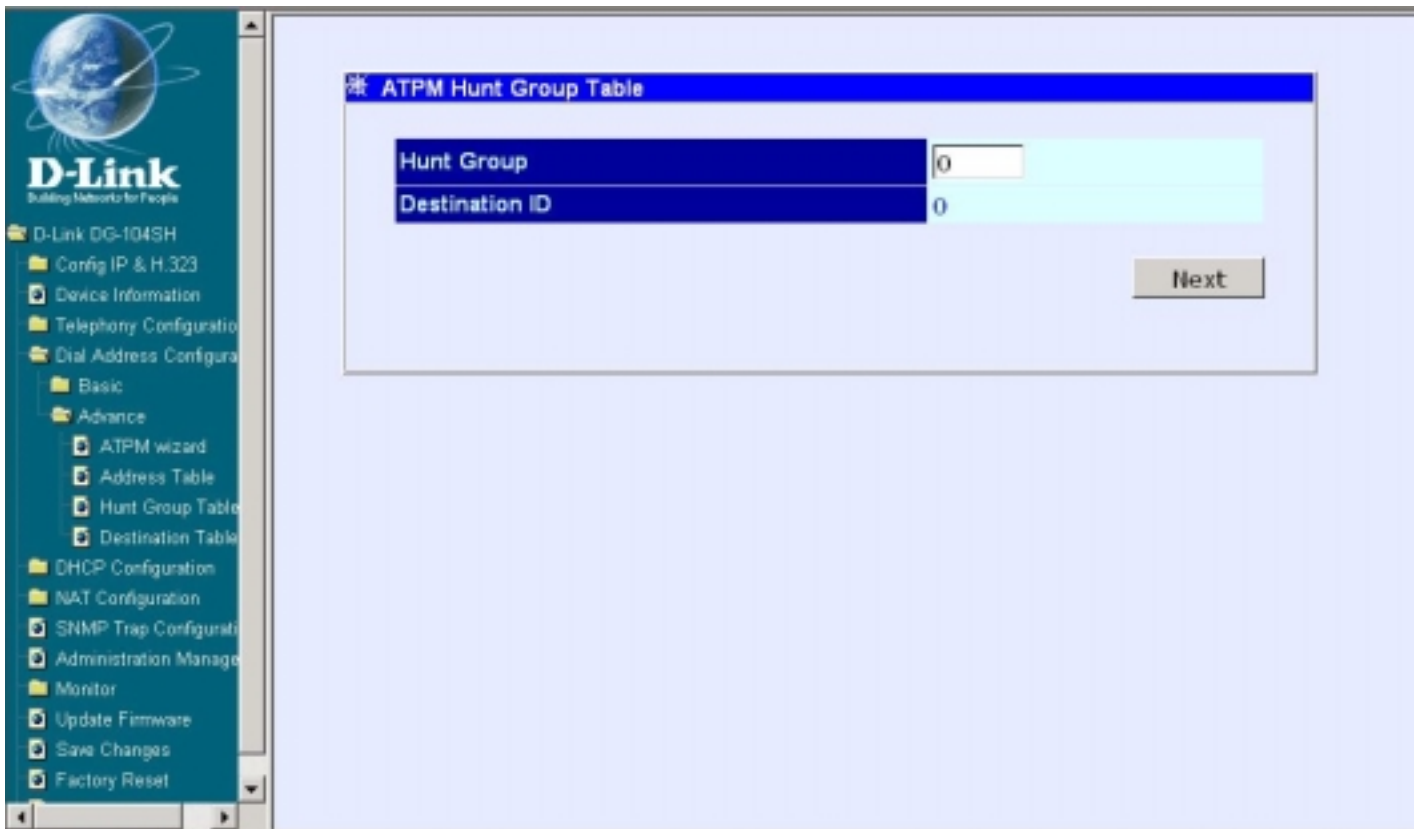 D-Link
Building Networks for People
D-Link DG-104SH
Config IP & H.323
Device Information
Telephony Configuratio
Dial Address Configura
Basic
Advance
ATPM wizard
Address Table
Hunt Group Table
Destination Table
DHCP Configuration
NAT Configuration
SNMP Trap Configurati
Administration Manage
Monitor
Update Firmware
Save Changes
Factory Reset
ATPM Hunt Group Table
Hunt Group 0
Destination ID 0
Next